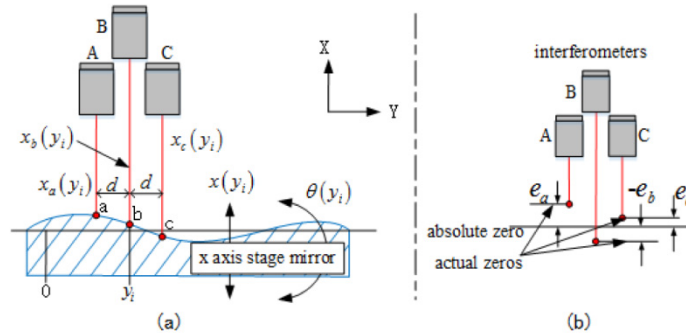 B
A
C
X
Y
x_b(y_i)
x_c(y_i)
x_a(y_i)
d
d
x(y_i)
θ(y_i)
a
b
c
x axis stage mirror
0
y_i
(a)
interferometers
B
A
C
e_a
-e_b
absolute zero
actual zeros
(b)